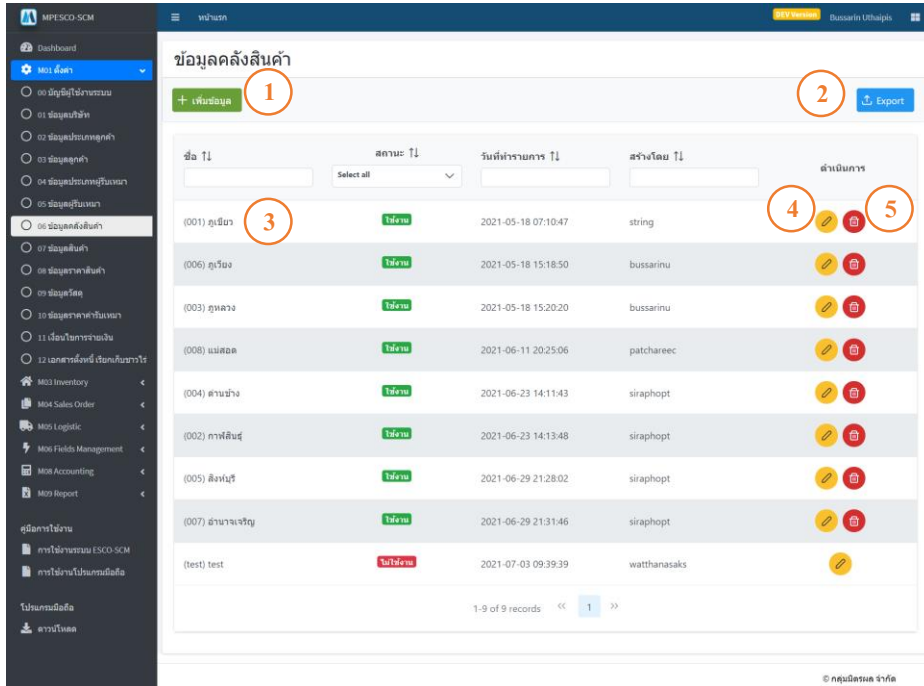 MPESCO-SCM
หน้าแรก
DEV Version
Bussarin Uthaipis
Dashboard
M01 ตั้งค่า
00 บัญชีผู้ใช้งานระบบ
01 ข้อมูลบริษัท
02 ข้อมูลประเภทลูกค้า
03 ข้อมูลลูกค้า
04 ข้อมูลประเภทผู้รับเหมา
05 ข้อมูลผู้รับเหมา
06 ข้อมูลคลังสินค้า
07 ข้อมูลสินค้า
08 ข้อมูลราคาสินค้า
09 ข้อมูลวัสดุ
10 ข้อมูลราคาค่ารับเหมา
11 เงื่อนไขการจ่ายเงิน
12 เอกสารตั้งหนี้ เรียกเก็บชาวไร่
M03 Inventory
M04 Sales Order
M05 Logistic
M06 Fields Management
M08 Accounting
M09 Report
คู่มือการใช้งาน
การใช้งานระบบ ESCO-SCM
การใช้งานโปรแกรมมือถือ
โปรแกรมมือถือ
ดาวน์โหลด
ข้อมูลคลังสินค้า
+ เพิ่มข้อมูล
1
2
Export
ชื่อ
สถานะ
วันที่ทำรายการ
สร้างโดย
ดำเนินการ
Select all
(001) ภูเขียว 3 ใช้งาน 2021-05-18 07:10:47 string 4 5
(006) ภูเวียง ใช้งาน 2021-05-18 15:18:50 bussarinu
(003) ภูหลวง ใช้งาน 2021-05-18 15:20:20 bussarinu
(008) แม่สอด ใช้งาน 2021-06-11 20:25:06 patchareec
(004) ด่านช้าง ใช้งาน 2021-06-23 14:11:43 siraphopt
(002) กาฬสินธุ์ ใช้งาน 2021-06-23 14:13:48 siraphopt
(005) สิงห์บุรี ใช้งาน 2021-06-29 21:28:02 siraphopt
(007) อำนาจเจริญ ใช้งาน 2021-06-29 21:31:46 siraphopt
(test) test ไม่ใช้งาน 2021-07-03 09:39:39 watthanasaks
1-9 of 9 records << 1 >>
© กลุ่มมิตรผล จำกัด